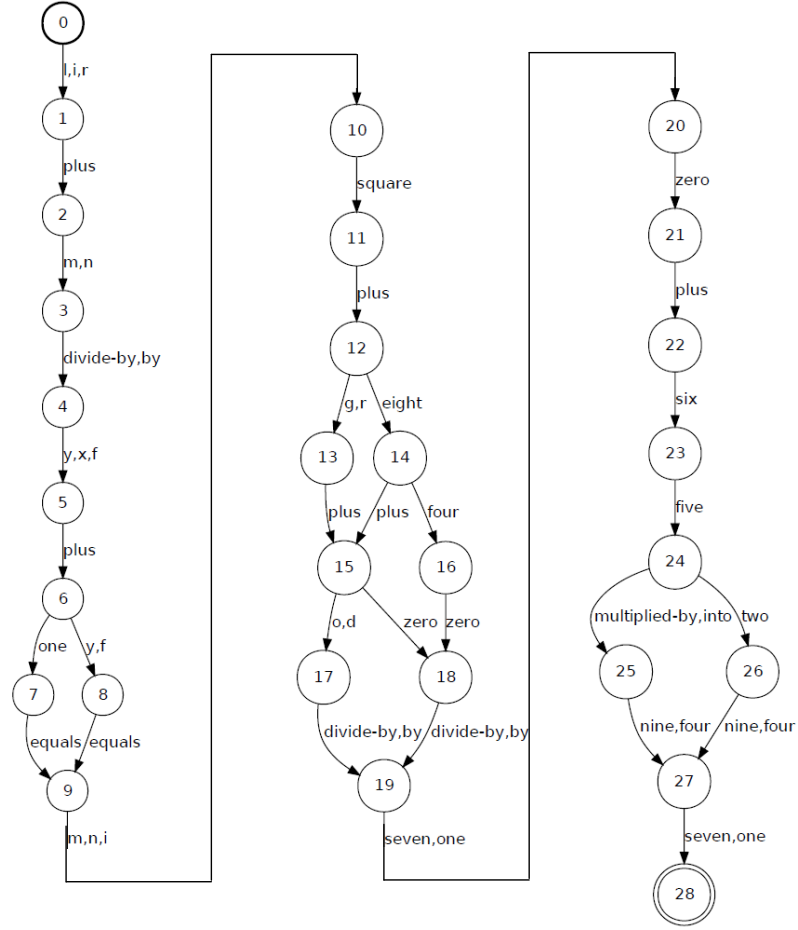 0
l,i,r
1
plus
2
m,n
3
divide-by,by
4
y,x,f
5
plus
6
one y,f
7 8
equals equals
9
m,n,i
10
square
11
plus
12
g,r eight
13 14
plus plus four
15 16
o,d zero zero
17 18
divide-by,by divide-by,by
19
seven,one
20
zero
21
plus
22
six
23
five
24
multiplied-by,into two
25 26
nine,four nine,four
27
seven,one
28